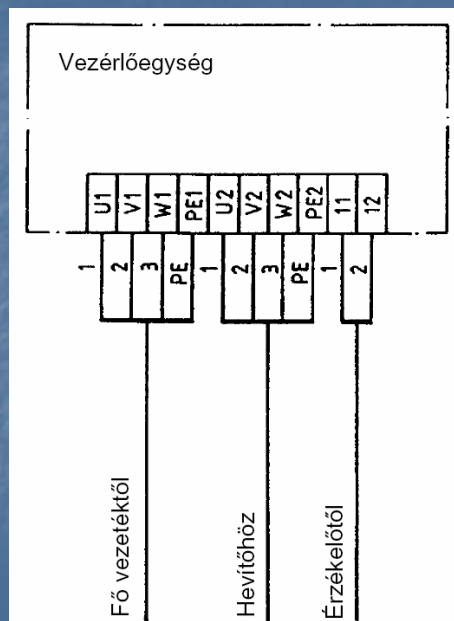 Vezérlőegység
U1 V1 W1 PE1 U2 V2 W2 PE2 11 12
1 2 3 PE 1 2 3 PE 1 2
Fő vezetéktől
Hevítőhöz
Érzékelőtől